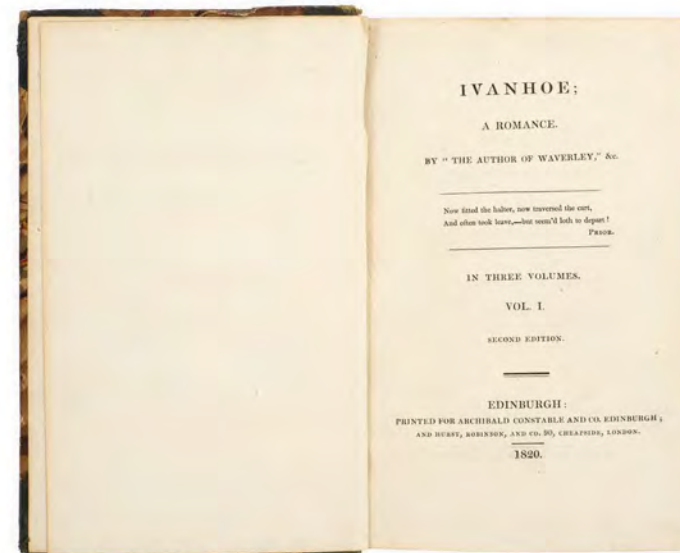 IVANHOE;
A ROMANCE.
BY " THE AUTHOR OF WAVERLEY," &c.
Now fitted the halter, now traversed the cart,
And often took leave,—but seem'd loth to depart!
PRIOR.
IN THREE VOLUMES.
VOL. I.
SECOND EDITION.
EDINBURGH:
PRINTED FOR ARCHIBALD CONSTABLE AND CO. EDINBURGH;
AND HURST, ROBINSON, AND CO. 90, CHEAPSIDE, LONDON.
1820.